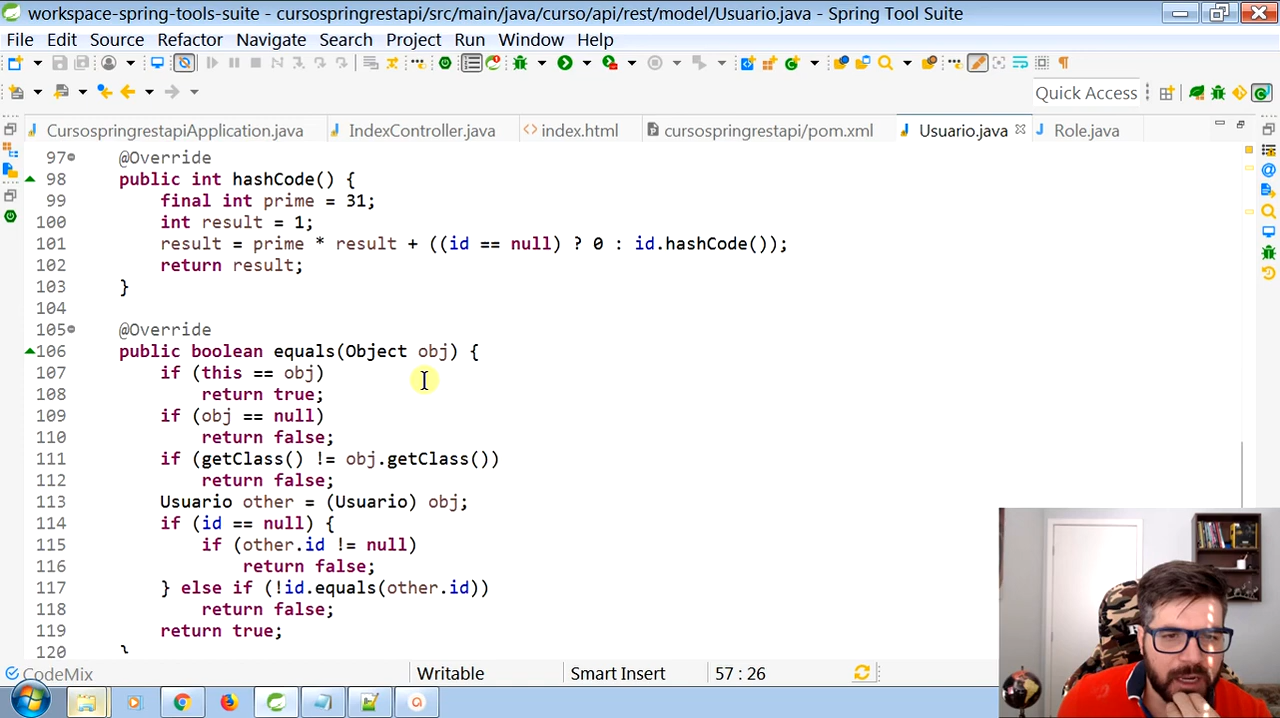 workspace-spring-tools-suite - cursospringrestapi/src/main/java/curso/api/rest/model/Usuario.java - Spring Tool Suite
File Edit Source Refactor Navigate Search Project Run Window Help
Quick Access
CursospringrestapiApplication.java IndexController.java index.html cursospringrestapi/pom.xml Usuario.java Role.java
97 @Override
98 public int hashCode() {
99 final int prime = 31;
100 int result = 1;
101 result = prime * result + ((id == null) ? 0 : id.hashCode());
102 return result;
103 }
104
105 @Override
106 public boolean equals(Object obj) {
107 if (this == obj)
108 return true;
109 if (obj == null)
110 return false;
111 if (getClass() != obj.getClass())
112 return false;
113 Usuario other = (Usuario) obj;
114 if (id == null) {
115 if (other.id != null)
116 return false;
117 } else if (!id.equals(other.id))
118 return false;
119 return true;
120 }
CodeMix Writable Smart Insert 57 : 26